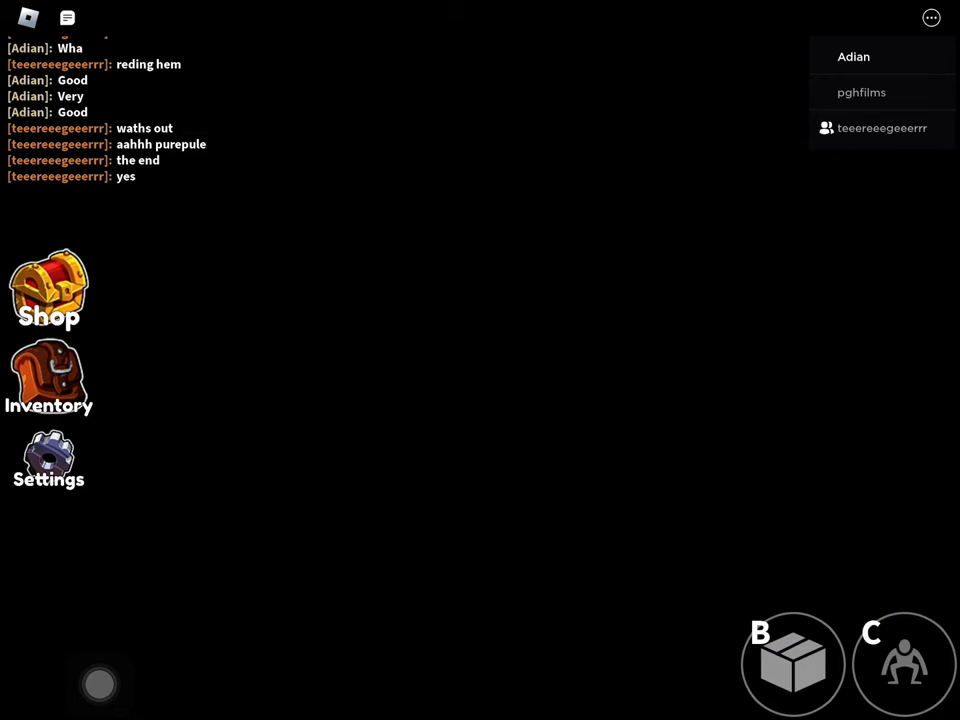 [Adian]: Wha
[teeereeegeeerrr]: reding hem
[Adian]: Good
[Adian]: Very
[Adian]: Good
[teeereeegeeerrr]: waths out
[teeereeegeeerrr]: aahhh purepule
[teeereeegeeerrr]: the end
[teeereeegeeerrr]: yes
Adian
pghfilms
teeereeegeeerrr
Shop
Inventory
Settings
B
C